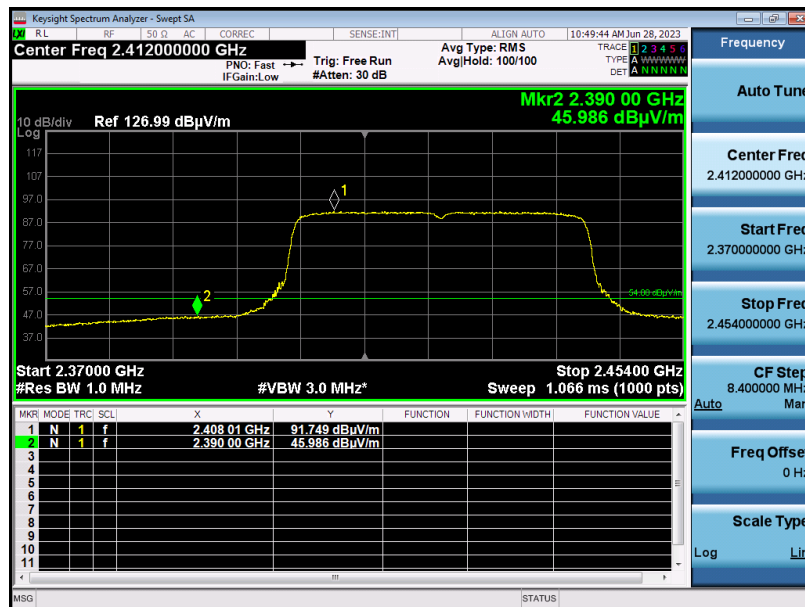 Keysight Spectrum Analyzer - Swept SA
LXI RL RF 50 Ω AC CORREC SENSE:INT ALIGN AUTO 10:49:44 AM Jun 28, 2023
Center Freq 2.412000000 GHz
PNO: Fast
IFGain:Low
Trig: Free Run
#Atten: 30 dB
Avg Type: RMS
Avg|Hold: 100/100
TRACE 1 2 3 4 5 6
TYPE A WWWWW
DET A N N N N N
Mkr2 2.390 00 GHz
45.986 dBµV/m
10 dB/div Ref 126.99 dBµV/m
Log
117
107
97.0
87.0
77.0
67.0
57.0
47.0
37.0
1
2
54.00 dBµV/m
Start 2.37000 GHz Stop 2.45400 GHz
#Res BW 1.0 MHz #VBW 3.0 MHz* Sweep 1.066 ms (1000 pts)
MKR MODE TRC SCL X Y FUNCTION FUNCTION WIDTH FUNCTION VALUE
1 N 1 f 2.408 01 GHz 91.749 dBµV/m
2 N 1 f 2.390 00 GHz 45.986 dBµV/m
3
4
5
6
7
8
9
10
11
MSG STATUS
Frequency
Auto Tune
Center Freq
2.412000000 GHz
Start Freq
2.370000000 GHz
Stop Freq
2.454000000 GHz
CF Step
8.400000 MHz
Auto Man
Freq Offset
0 Hz
Scale Type
Log Lin